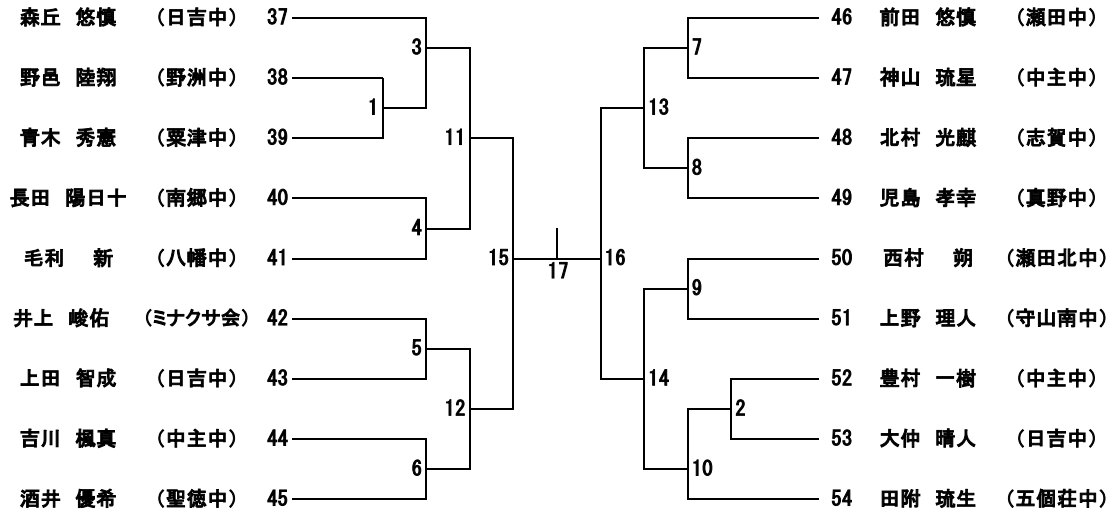 森丘 悠慎 （日吉中） 37
野邑 陸翔 （野洲中） 38
青木 秀憲 （粟津中） 39
長田 陽日十 （南郷中） 40
毛利 新 （八幡中） 41
井上 峻佑 （ミナクサ会） 42
上田 智成 （日吉中） 43
吉川 楓真 （中主中） 44
酒井 優希 （聖徳中） 45
3
1
11
4
15
5
12
6
17
46 前田 悠慎 （瀬田中）
47 神山 琉星 （中主中）
48 北村 光麒 （志賀中）
49 児島 孝幸 （真野中）
50 西村 朔 （瀬田北中）
51 上野 理人 （守山南中）
52 豊村 一樹 （中主中）
53 大仲 晴人 （日吉中）
54 田附 琉生 （五個荘中）
7
13
8
16
9
14
2
10